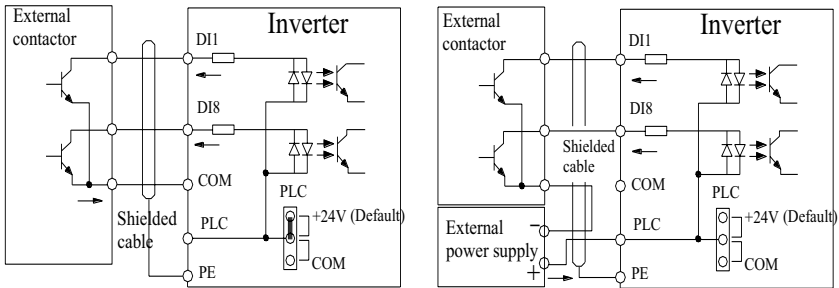 External
contactor
Inverter
DI1
DI8
COM
PLC
Shielded
cable
PLC
+24V (Default)
COM
PE
External
contactor
Inverter
DI1
DI8
Shielded
cable
COM
PLC
External
power supply
−
+
PLC
+24V (Default)
COM
PE